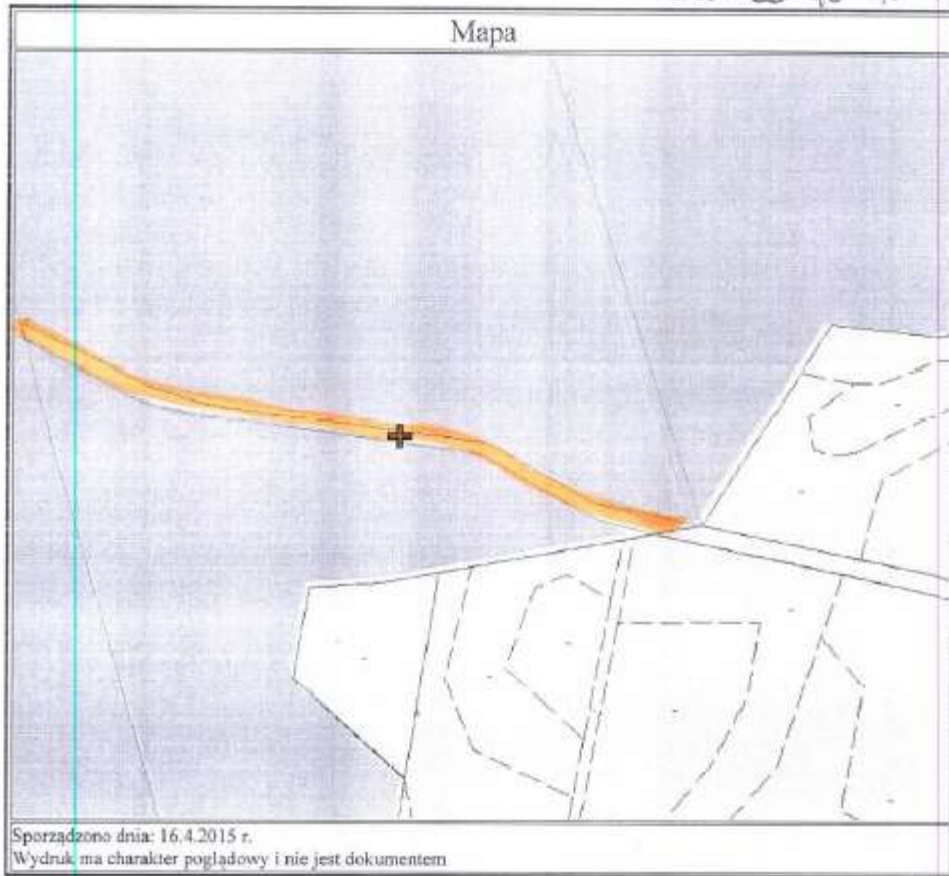 Mapa
Sporządzono dnia: 16.4.2015 r.
Wydruk ma charakter poglądowy i nie jest dokumentem